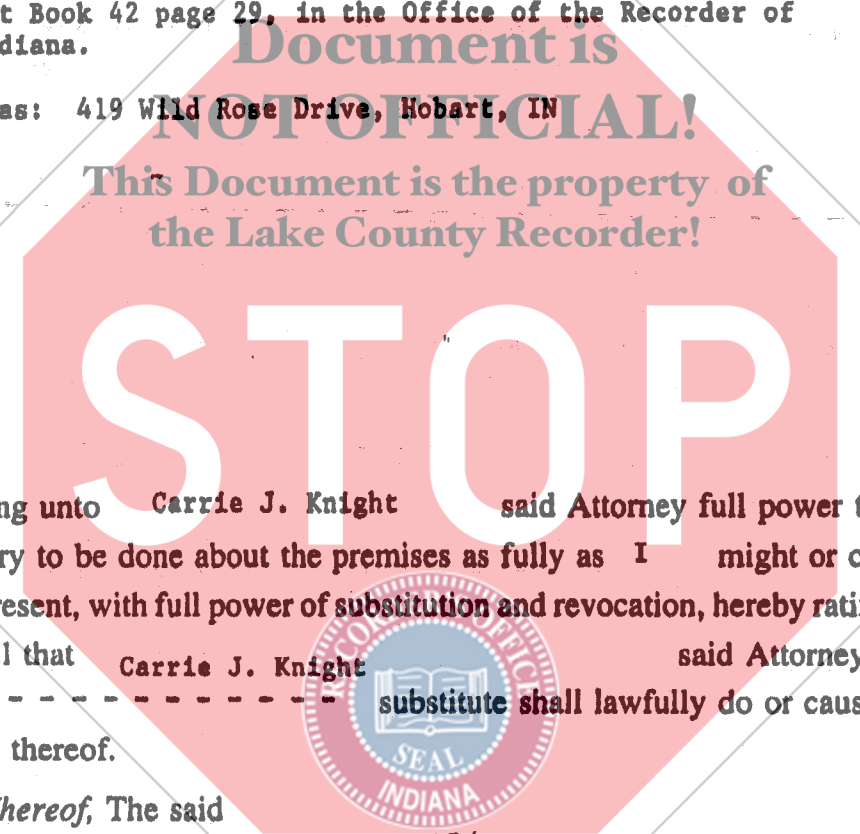 t Book 42 page 29, in the Office of the Recorder of
Document is
diana.
as: 419 Wild Rose Drive, Hobart, IN
NOT OFFICIAL!
This Document is the property of
the Lake County Recorder!
STOP
ng unto Carrie J. Knight said Attorney full power t
ry to be done about the premises as fully as I might or c
resent, with full power of substitution and revocation, hereby rati
l that Carrie J. Knight said Attorney
- - - - - - - - - - - substitute shall lawfully do or caus
thereof.
hereof, The said
RECORDER'S OFFICE
SEAL
INDIANA